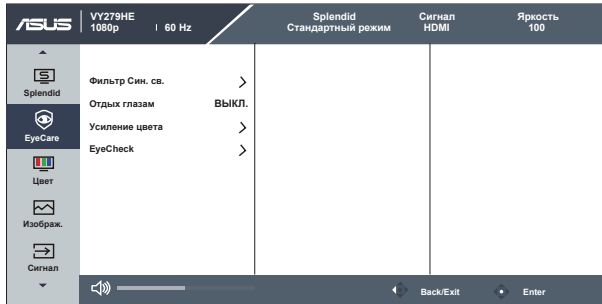 ASUS
VY279HE
1080p 60 Hz
Splendid
Стандартный режим
Сигнал
HDMI
Яркость
100
Splendid
EyeCare
Цвет
Изображ.
Сигнал
Фильтр Син. св.
Отдых глазам ВЫКЛ.
Усиление цвета
EyeCheck
Back/Exit
Enter